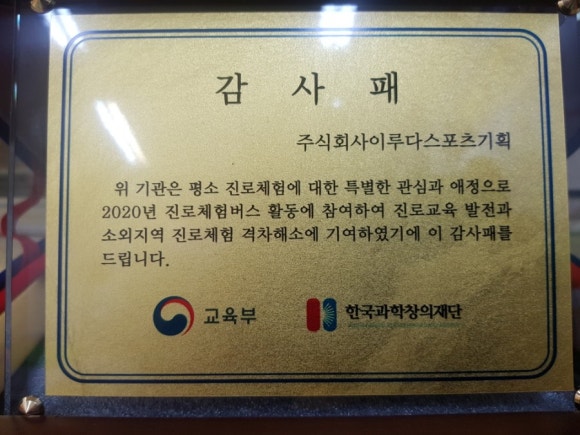 감 사 패
주식회사이루다스포츠기획
위 기관은 평소 진로체험에 대한 특별한 관심과 애정으로
2020년 진로체험버스 활동에 참여하여 진로교육 발전과
소외지역 진로체험 격차해소에 기여하였기에 이 감사패를
드립니다.
교육부 한국과학창의재단